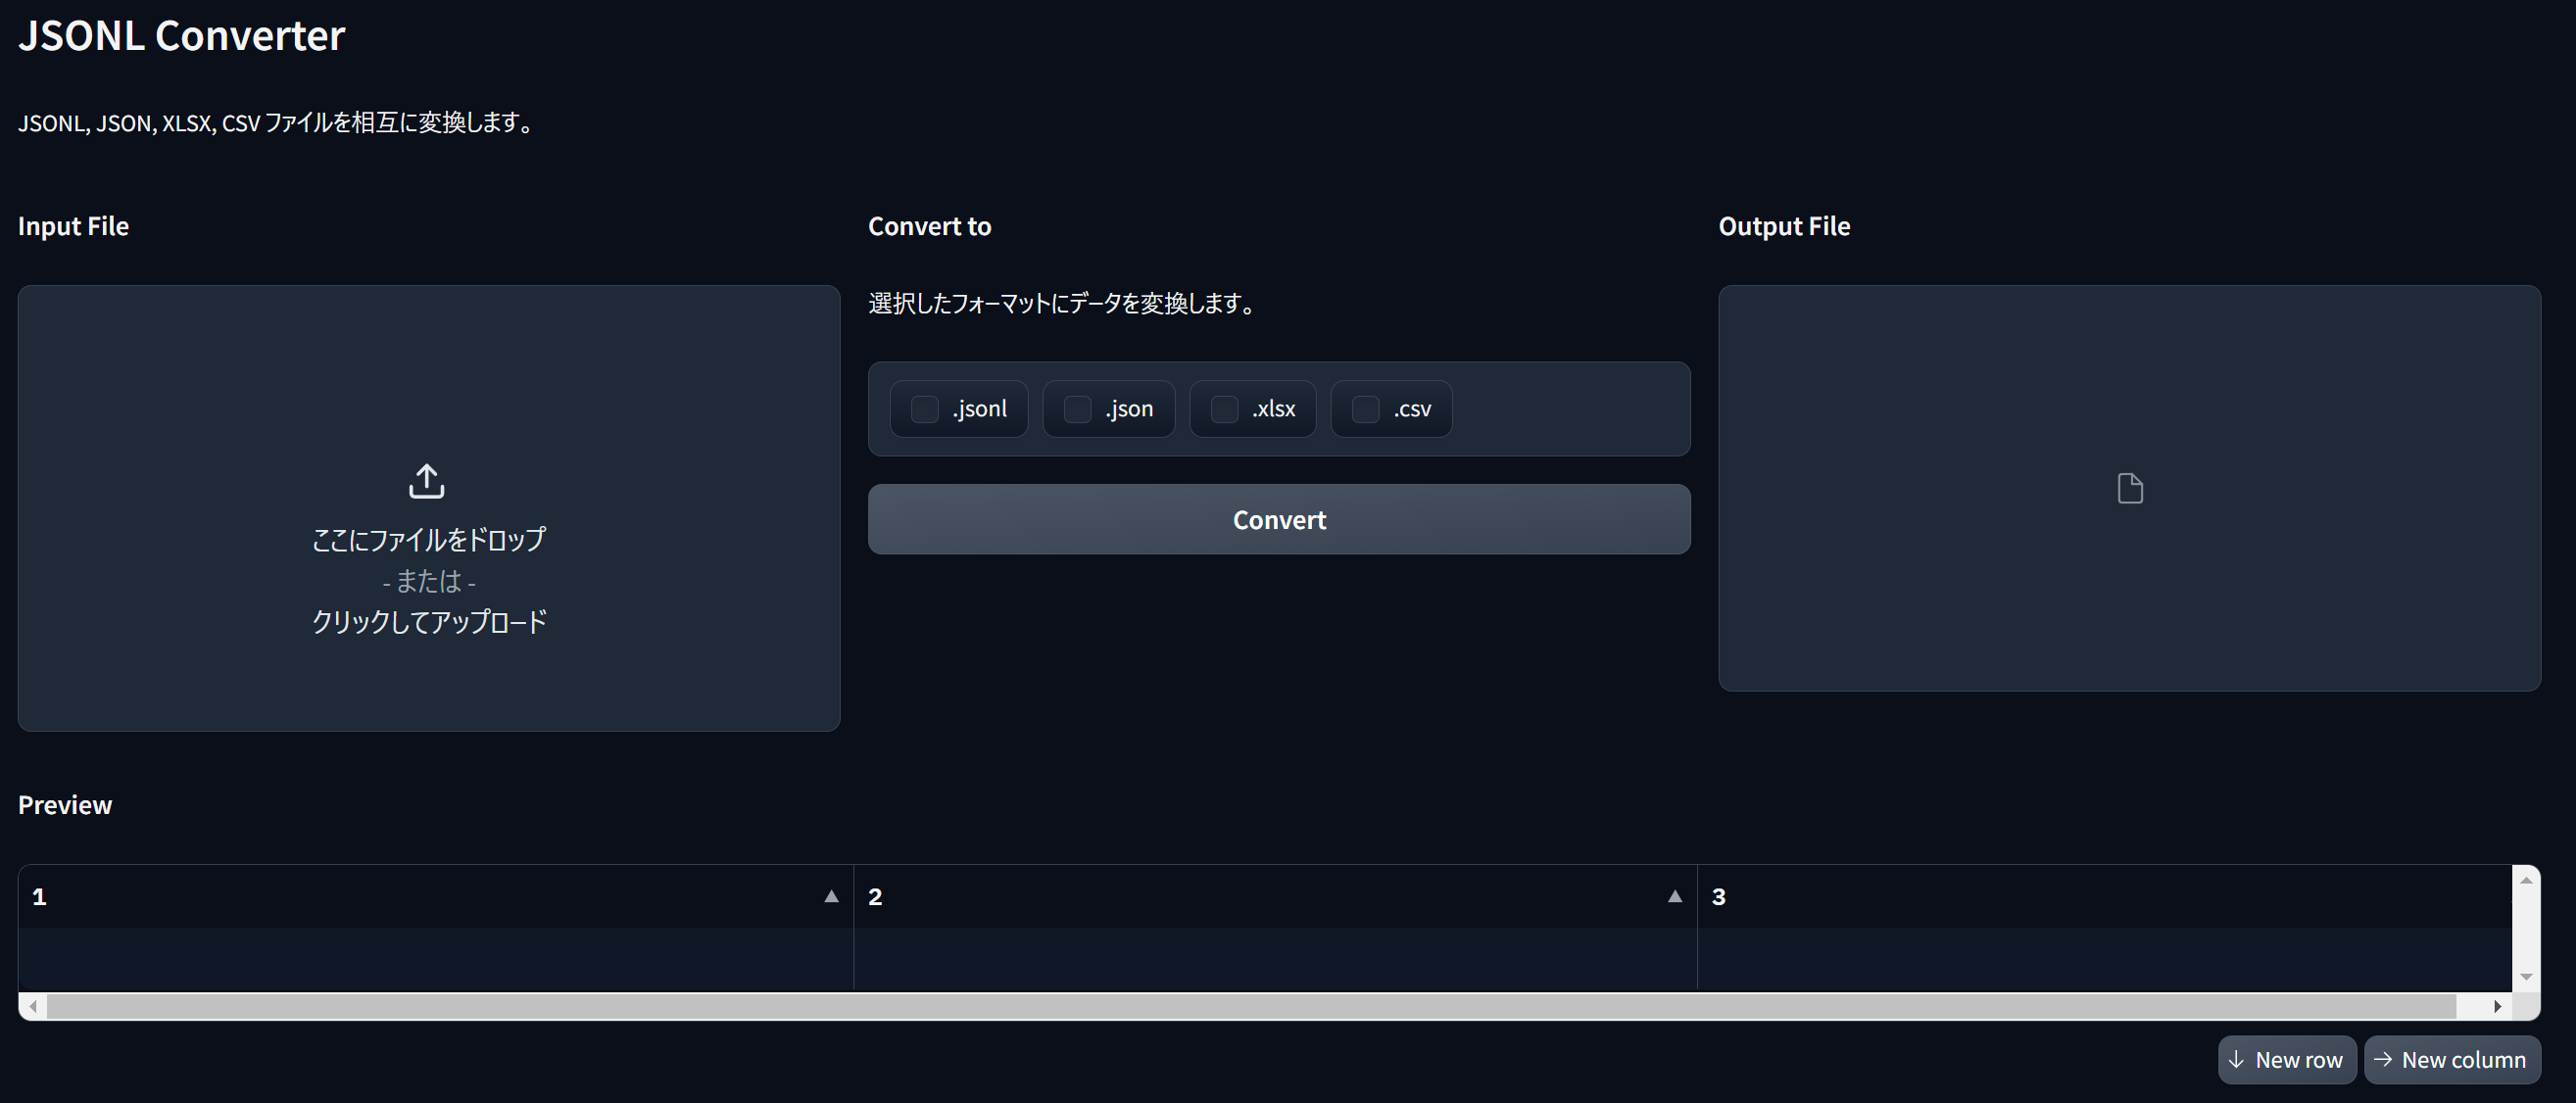 JSONL Converter
JSONL, JSON, XLSX, CSV ファイルを相互に変換します。
Input File
ここにファイルをドロップ
- または -
クリックしてアップロード
Convert to
選択したフォーマットにデータを変換します。
.jsonl .json .xlsx .csv
Convert
Output File
Preview
1 2 3
New row New column